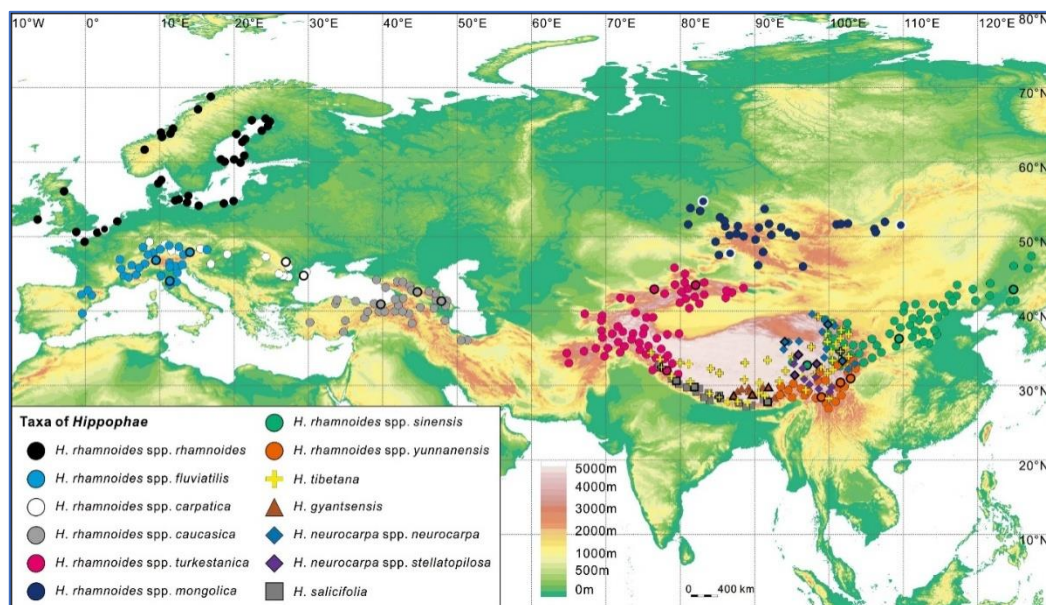 10°W 0° 10°E 20°E 30°E 40°E 50°E 60°E 70°E 80°E 90°E 100°E 110°E 120°E 80°N
70°N
60°N
50°N
40°N
30°N
20°N
10°N
Taxa of Hippophae
H. rhamnoides spp. rhamnoides
H. rhamnoides spp. fluviatilis
H. rhamnoides spp. carpatica
H. rhamnoides spp. caucasica
H. rhamnoides spp. turkestanica
H. rhamnoides spp. mongolica
H. rhamnoides spp. sinensis
H. rhamnoides spp. yunnanensis
H. tibetana
H. gyantsensis
H. neurocarpa spp. neurocarpa
H. neurocarpa spp. stellatopilosa
H. salicifolia
5000m
4000m
3000m
2000m
1000m
500m
0m
0 400 km